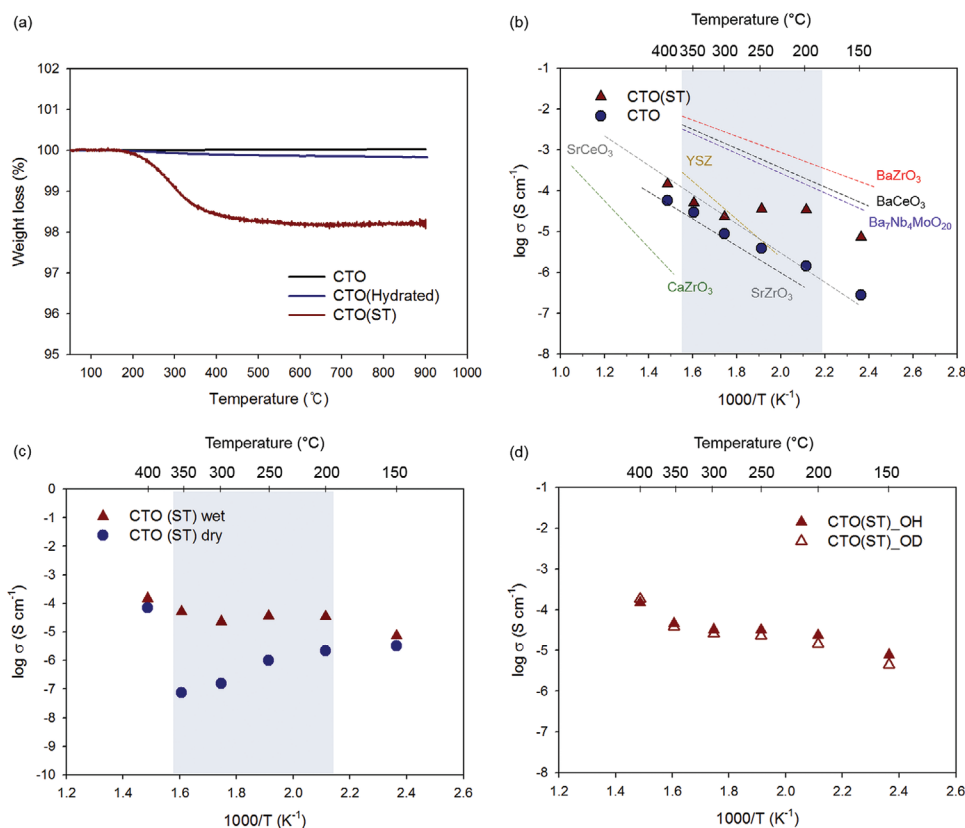 (a)
102
101
100
99
98
97
96
95
Weight loss (%)
CTO
CTO(Hydrated)
CTO(ST)
100 200 300 400 500 600 700 800 900 1000
Temperature (℃)
(b)
Temperature (°C)
400 350 300 250 200 150
-1
-2
-3
-4
-5
-6
-7
-8
log σ (S cm⁻¹)
CTO(ST)
CTO
SrCeO₃
YSZ
BaZrO₃
BaCeO₃
Ba₇Nb₄MoO₂₀
CaZrO₃
SrZrO₃
1.0 1.2 1.4 1.6 1.8 2.0 2.2 2.4 2.6 2.8
1000/T (K⁻¹)
(c)
Temperature (°C)
400 350 300 250 200 150
0
-1
-2
-3
-4
-5
-6
-7
-8
-9
-10
log σ (S cm⁻¹)
CTO (ST) wet
CTO (ST) dry
1.2 1.4 1.6 1.8 2.0 2.2 2.4 2.6
1000/T (K⁻¹)
(d)
Temperature (°C)
400 350 300 250 200 150
-1
-2
-3
-4
-5
-6
-7
-8
log σ (S cm⁻¹)
CTO(ST)_OH
CTO(ST)_OD
1.2 1.4 1.6 1.8 2.0 2.2 2.4 2.6
1000/T (K⁻¹)